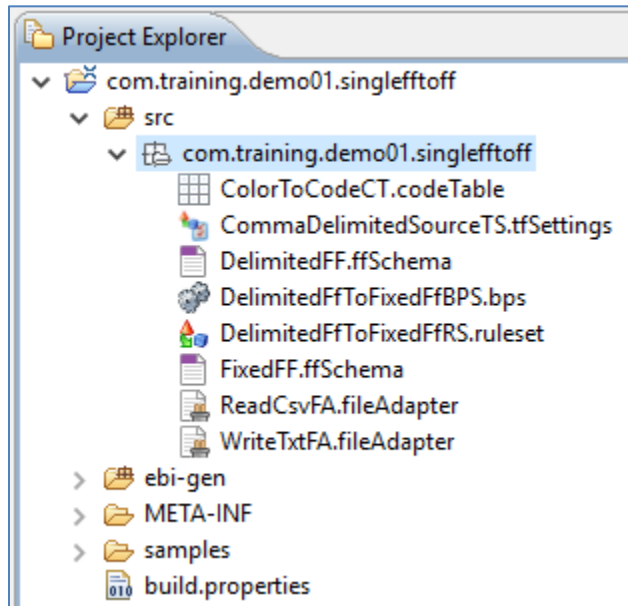 Project Explorer
com.training.demo01.singlefftoff
src
com.training.demo01.singlefftoff
ColorToCodeCT.codeTable
CommaDelimitedSourceTS.tfSettings
DelimitedFF.ffSchema
DelimitedFfToFixedFfBPS.bps
DelimitedFfToFixedFfRS.ruleset
FixedFF.ffSchema
ReadCsvFA.fileAdapter
WriteTxtFA.fileAdapter
ebi-gen
META-INF
samples
build.properties